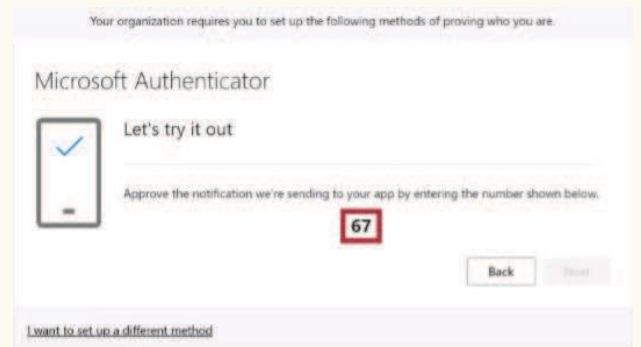 Your organization requires you to set up the following methods of proving who you are.
Microsoft Authenticator
Let's try it out
Approve the notification we're sending to your app by entering the number shown below.
67
Back Next
I want to set up a different method